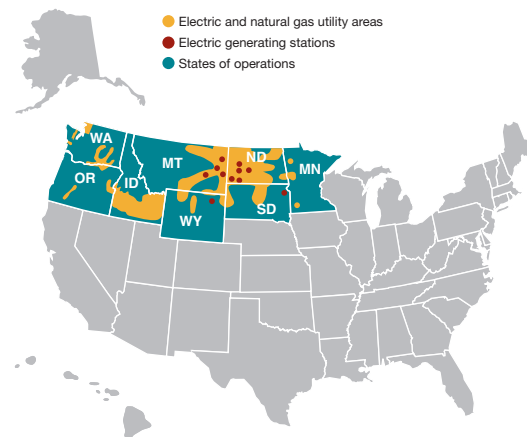 Electric and natural gas utility areas
Electric generating stations
States of operations
WA
MT
ND
OR
ID
MN
WY
SD